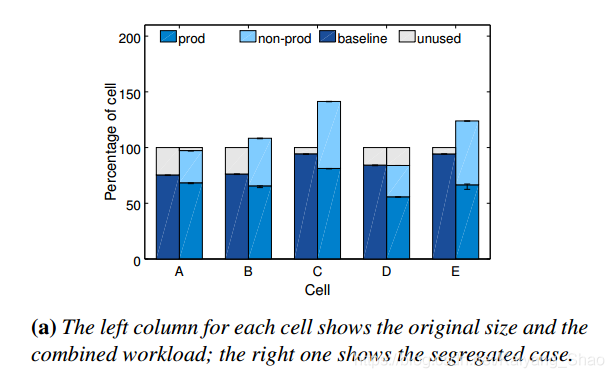 prod non-prod baseline unused
200
150
100
50
0
Percentage of cell
A B C D E
Cell
(a) The left column for each cell shows the original size and the
combined workload; the right one shows the segregated case.